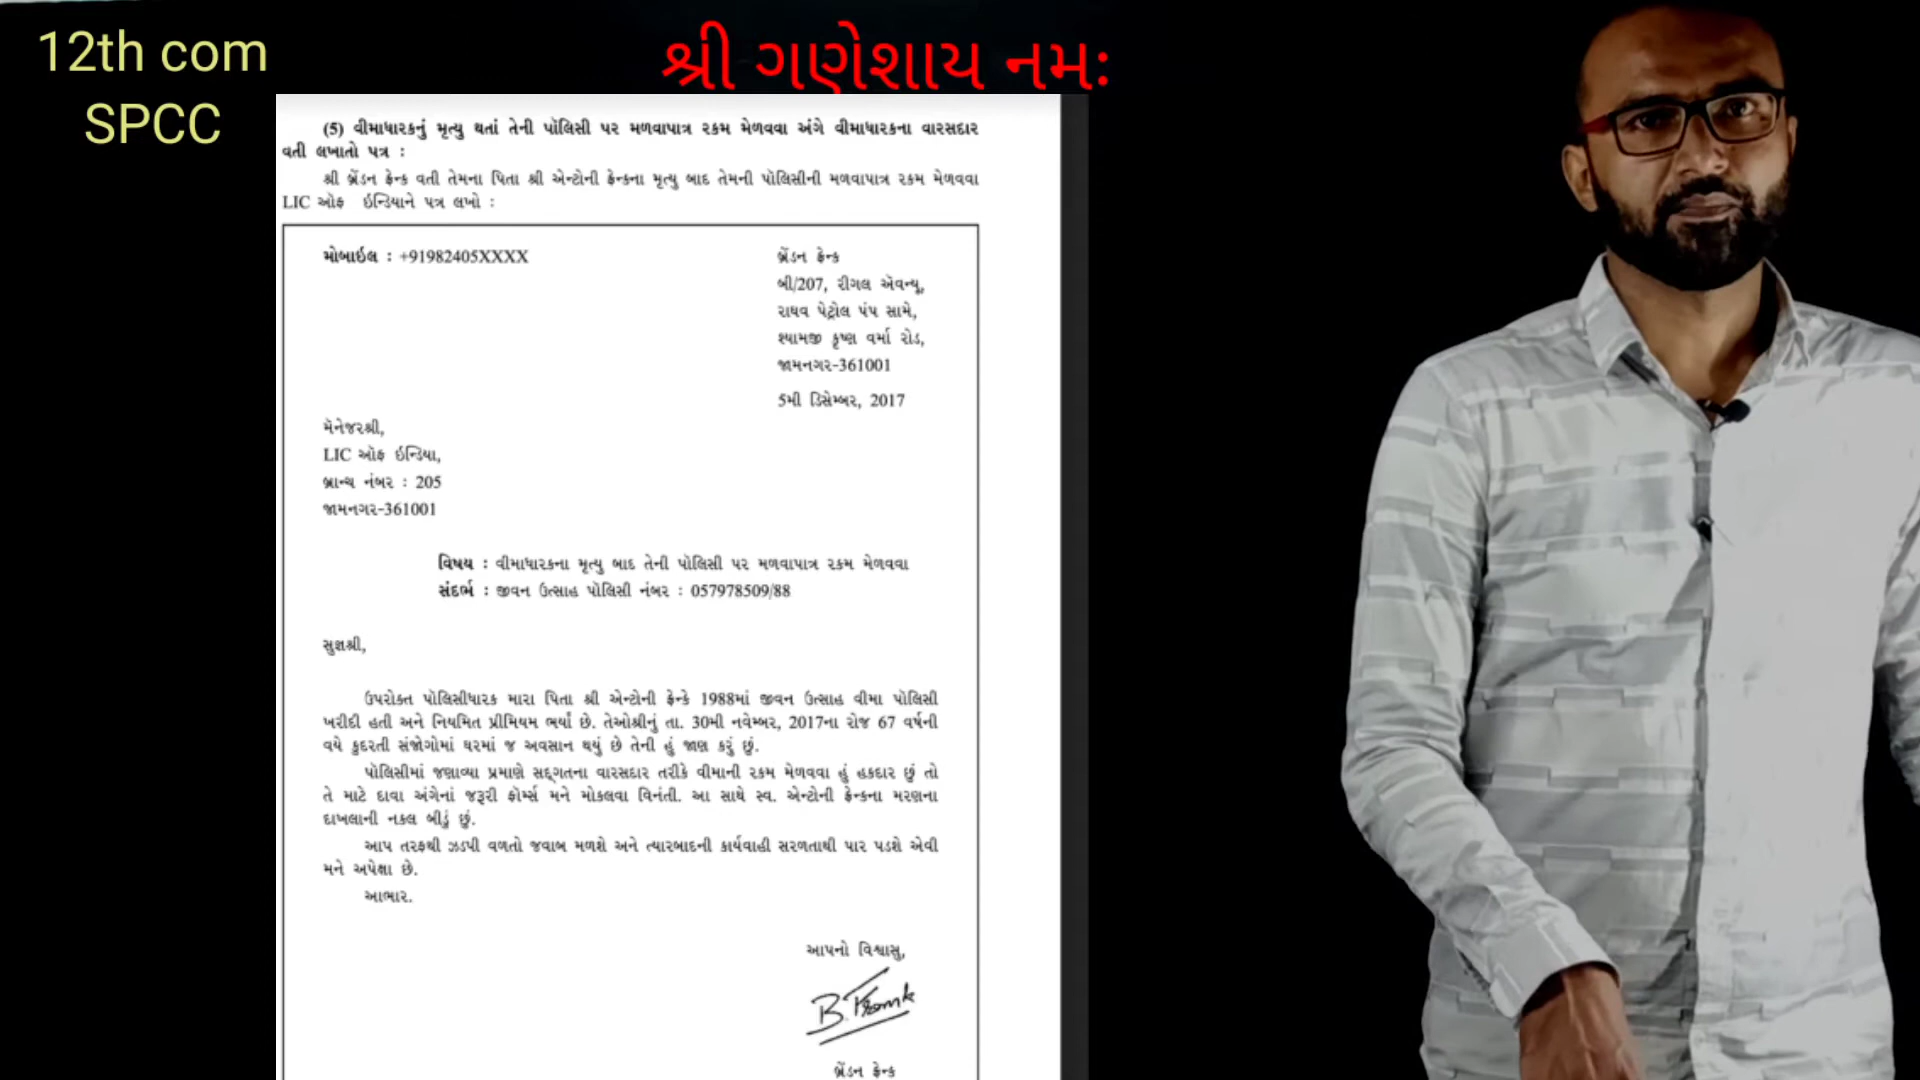 12th com
SPCC
શ્રી ગણેશાય નમઃ
(5) વીમાધારકનું મૃત્યુ થતાં તેની પૉલિસી પર મળવાપાત્ર રકમ મેળવવા અંગે વીમાધારકના વારસદાર
વતી લખાતો પત્ર :
શ્રી બ્રેંડન ફ્રેન્ક વતી તેમના પિતા શ્રી એન્ટોની ફ્રેન્કના મૃત્યુ બાદ તેમની પૉલિસીની મળવાપાત્ર રકમ મેળવવા
LIC ઑફ ઇન્ડિયાને પત્ર લખો :
મોબાઇલ : +91982405XXXX
બ્રેંડન ફ્રેન્ક
બી/207, રીગલ ઍવન્યૂ,
રાઘવ પેટ્રોલ પંપ સામે,
શ્યામજી કૃષ્ણ વર્મા રોડ,
જામનગર-361001
5મી ડિસેમ્બર, 2017
મૅનેજરશ્રી,
LIC ઑફ ઇન્ડિયા,
બ્રાન્ચ નંબર : 205
જામનગર-361001
વિષય : વીમાધારકના મૃત્યુ બાદ તેની પૉલિસી પર મળવાપાત્ર રકમ મેળવવા
સંદર્ભ : જીવન ઉત્સાહ પૉલિસી નંબર : 057978509/88
સુજ્ઞશ્રી,
ઉપરોક્ત પૉલિસીધારક મારા પિતા શ્રી એન્ટોની ફ્રેન્કે 1988માં જીવન ઉત્સાહ વીમા પૉલિસી
ખરીદી હતી અને નિયમિત પ્રીમિયમ ભર્યાં છે. તેઓશ્રીનું તા. 30મી નવેમ્બર, 2017ના રોજ 67 વર્ષની
વયે કુદરતી સંજોગોમાં ઘરમાં જ અવસાન થયું છે તેની હું જાણ કરું છું.
પૉલિસીમાં જણાવ્યા પ્રમાણે સદ્‌ગતના વારસદાર તરીકે વીમાની રકમ મેળવવા હું હકદાર છું તો
તે માટે દાવા અંગેનાં જરૂરી ફૉર્મ્સ મને મોકલવા વિનંતી. આ સાથે સ્વ. એન્ટોની ફ્રેન્કના મરણના
દાખલાની નકલ બીડું છું.
આપ તરફથી ઝડપી વળતો જવાબ મળશે અને ત્યારબાદની કાર્યવાહી સરળતાથી પાર પડશે એવી
મને અપેક્ષા છે.
આભાર.
આપનો વિશ્વાસુ,
B. Frank
બ્રેંડન ફ્રેન્ક